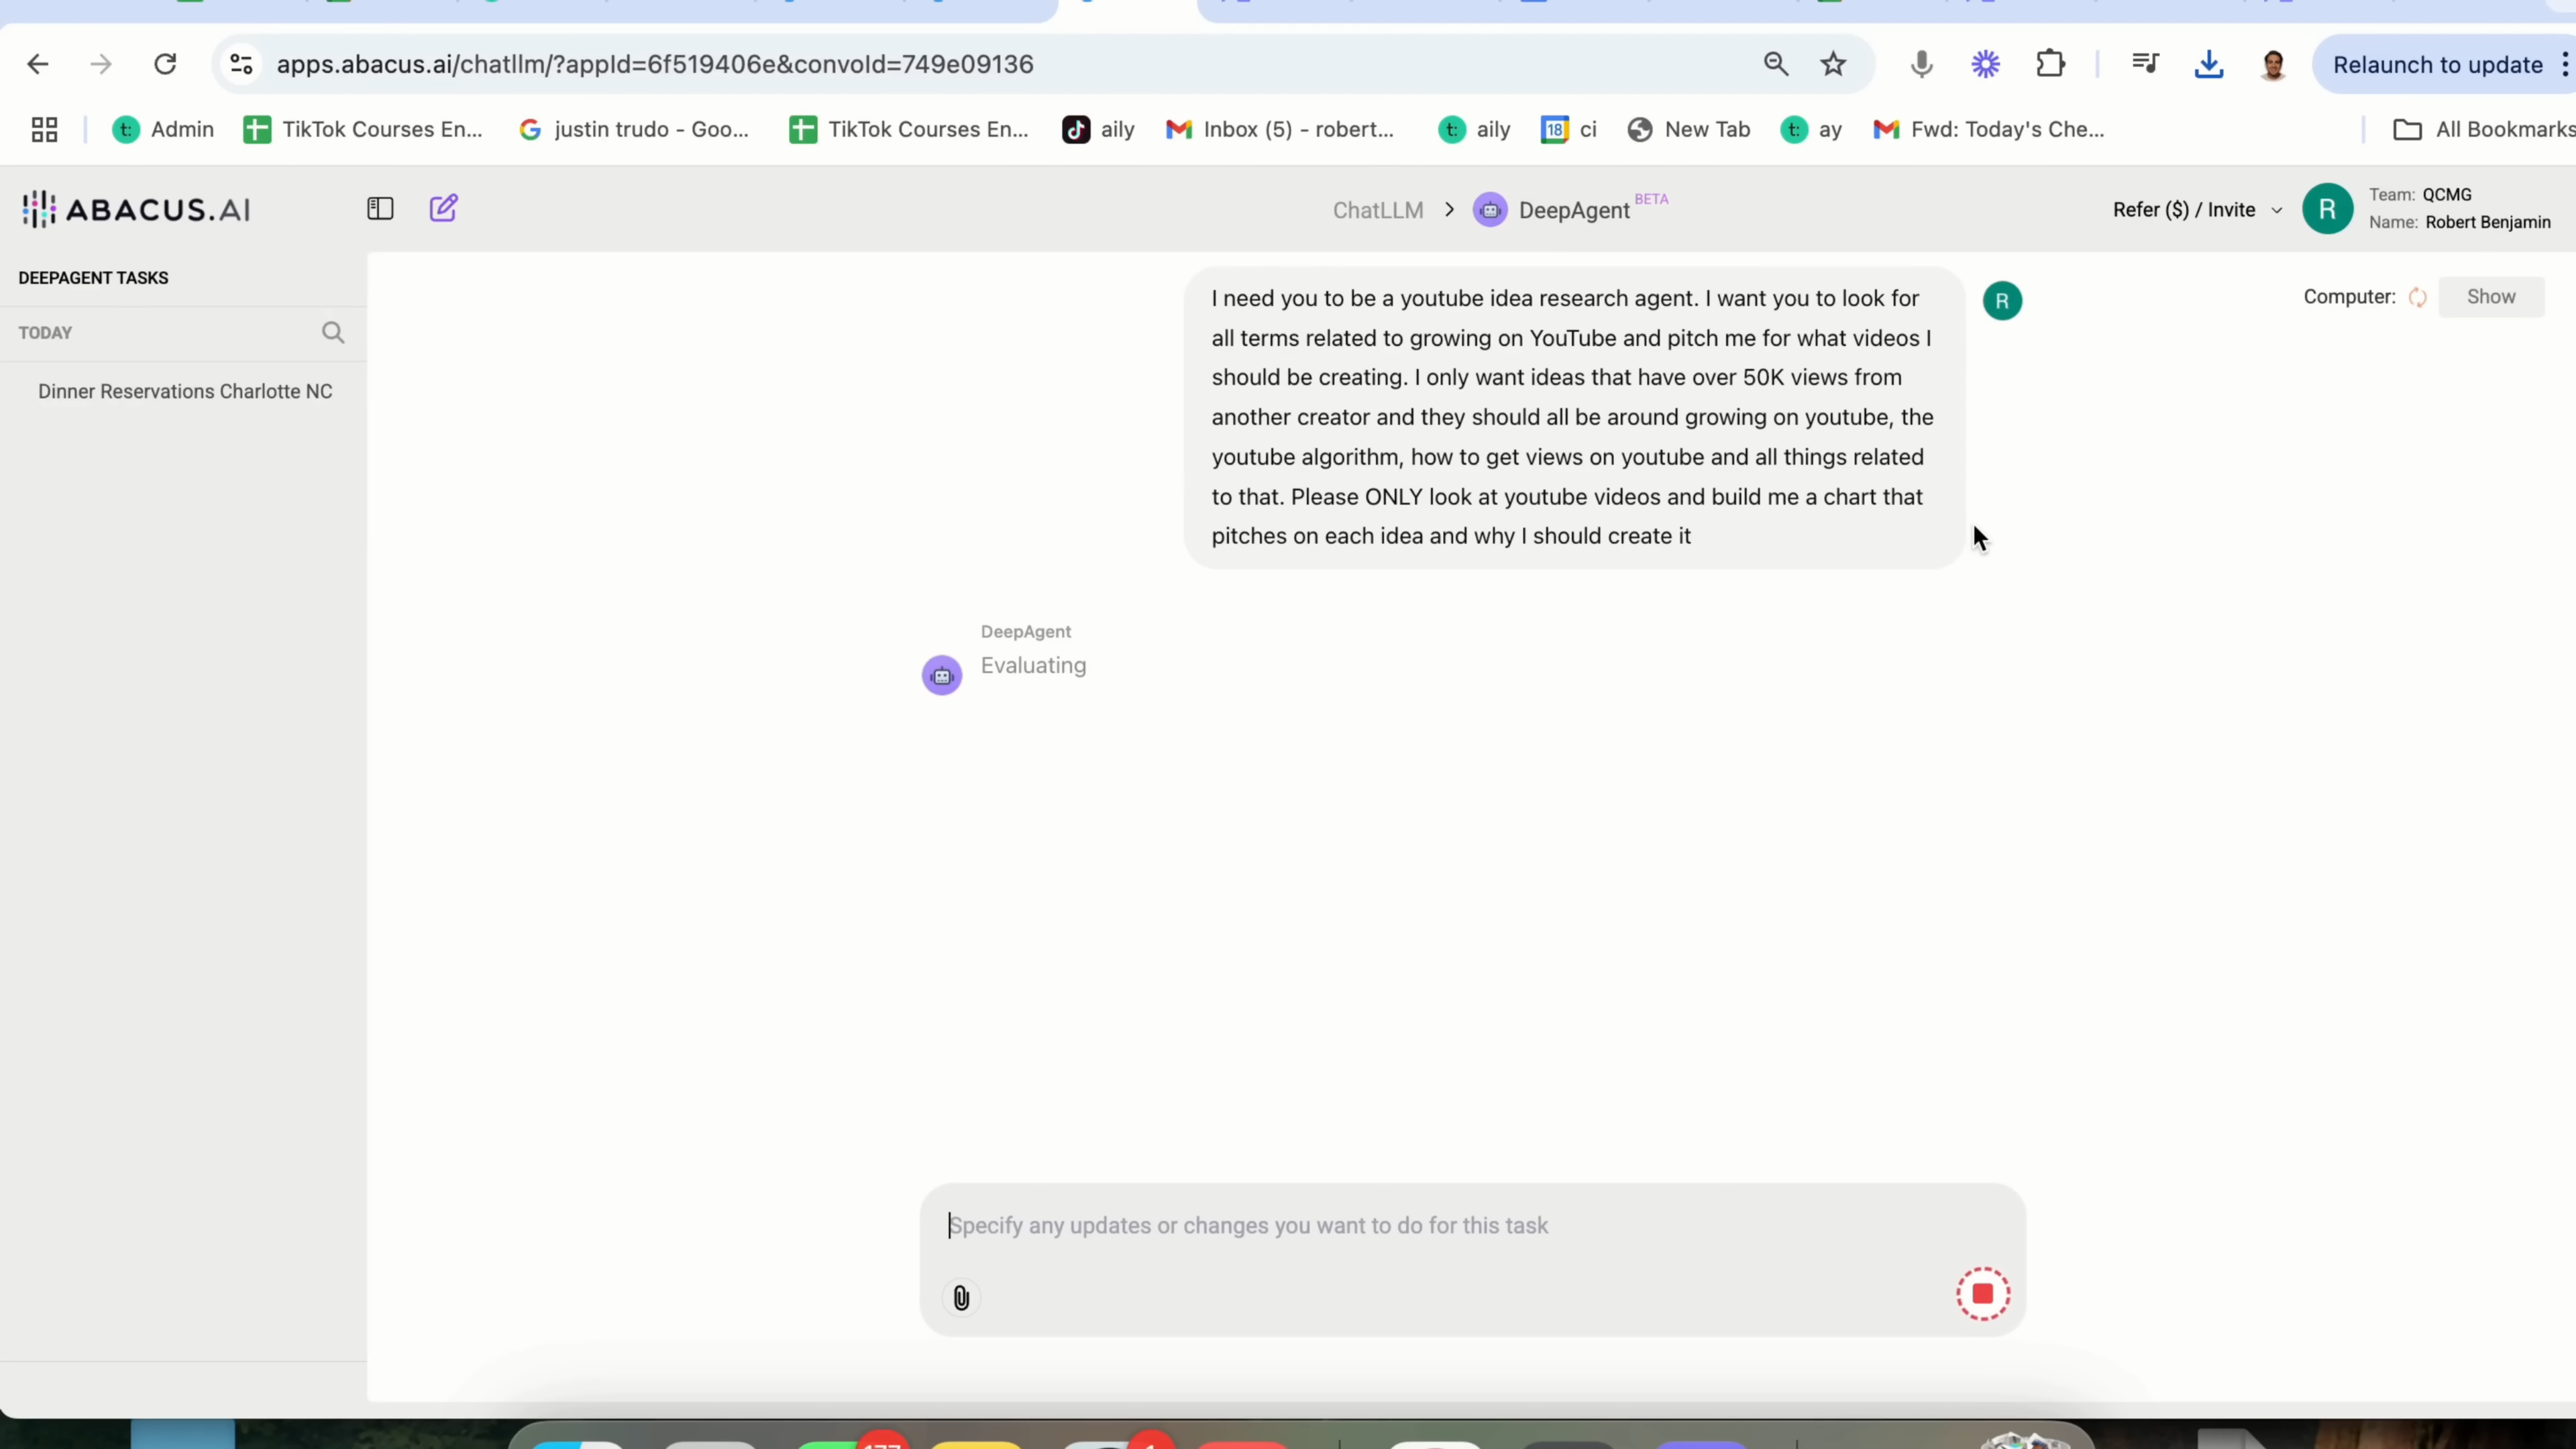 apps.abacus.ai/chatllm/?appId=6f519406e&convoId=749e09136
Relaunch to update
Admin
TikTok Courses En...
justin trudo - Goo...
TikTok Courses En...
aily
Inbox (5) - robert...
aily
18
ci
New Tab
ay
Fwd: Today's Che...
All Bookmarks
ABACUS.AI
ChatLLM > DeepAgent BETA
Refer ($) / Invite
R
Team: QCMG
Name: Robert Benjamin
DEEPAGENT TASKS
TODAY
Dinner Reservations Charlotte NC
I need you to be a youtube idea research agent. I want you to look for
all terms related to growing on YouTube and pitch me for what videos I
should be creating. I only want ideas that have over 50K views from
another creator and they should all be around growing on youtube, the
youtube algorithm, how to get views on youtube and all things related
to that. Please ONLY look at youtube videos and build me a chart that
pitches on each idea and why I should create it
R
Computer:
Show
DeepAgent
Evaluating
Specify any updates or changes you want to do for this task